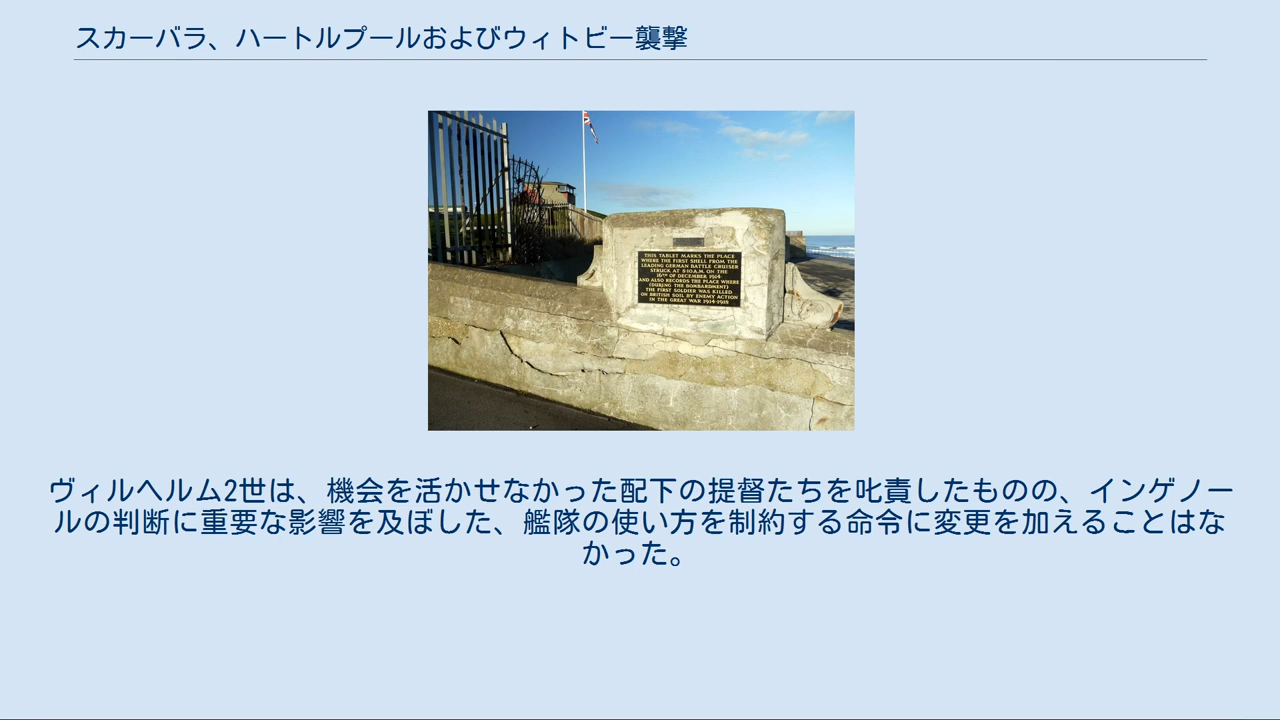 スカーバラ、ハートルプールおよびウィトビー襲撃
THIS TABLET MARKS THE PLACE
WHERE THE FIRST SHELL FROM THE
LEADING GERMAN BATTLE CRUISER
STRUCK AT 8·10A.M. ON THE
16TH OF DECEMBER 1914
AND ALSO RECORDS THE PLACE WHERE
(DURING THE BOMBARDMENT)
THE FIRST SOLDIER WAS KILLED
ON BRITISH SOIL BY ENEMY ACTION
IN THE GREAT WAR 1914-1918
ヴィルヘルム2世は、機会を活かせなかった配下の提督たちを叱責したものの、インゲノー
ルの判断に重要な影響を及ぼした、艦隊の使い方を制約する命令に変更を加えることはな
かった。